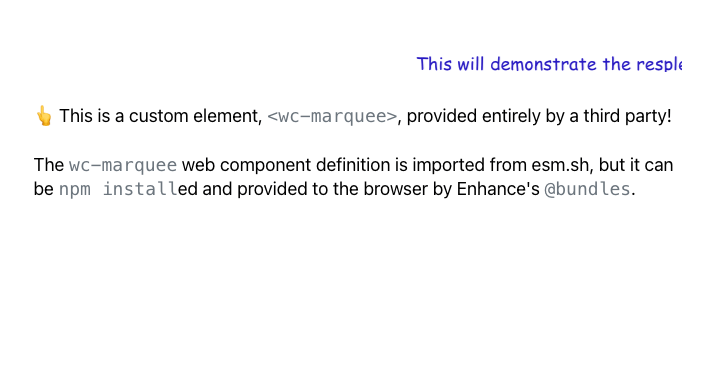 This will demonstrate the
👆 This is a custom element, <wc-marquee>, provided entirely by a third party!
The wc-marquee web component definition is imported from esm.sh, but it can
be npm installed and provided to the browser by Enhance's @bundles.